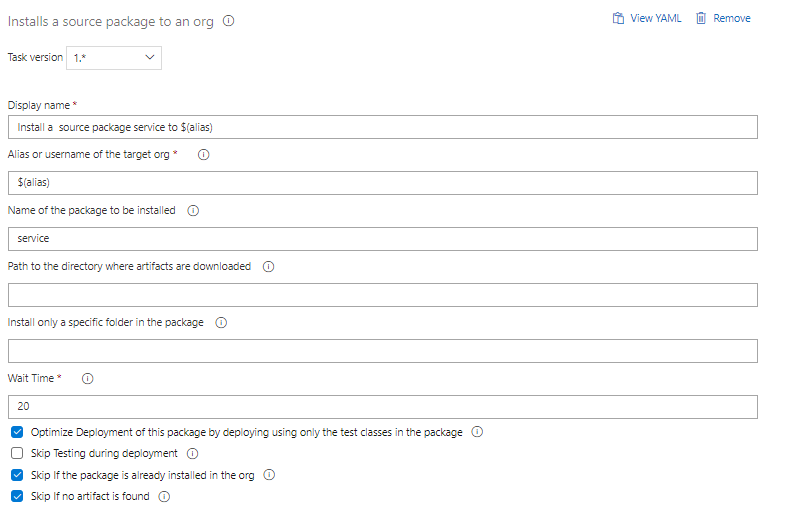 Installs a source package to an org
View YAML
Remove
Task version
1.*
Display name *
Install a source package service to $(alias)
Alias or username of the target org *
$(alias)
Name of the package to be installed
service
Path to the directory where artifacts are downloaded
Install only a specific folder in the package
Wait Time *
20
Optimize Deployment of this package by deploying using only the test classes in the package
Skip Testing during deployment
Skip If the package is already installed in the org
Skip If no artifact is found